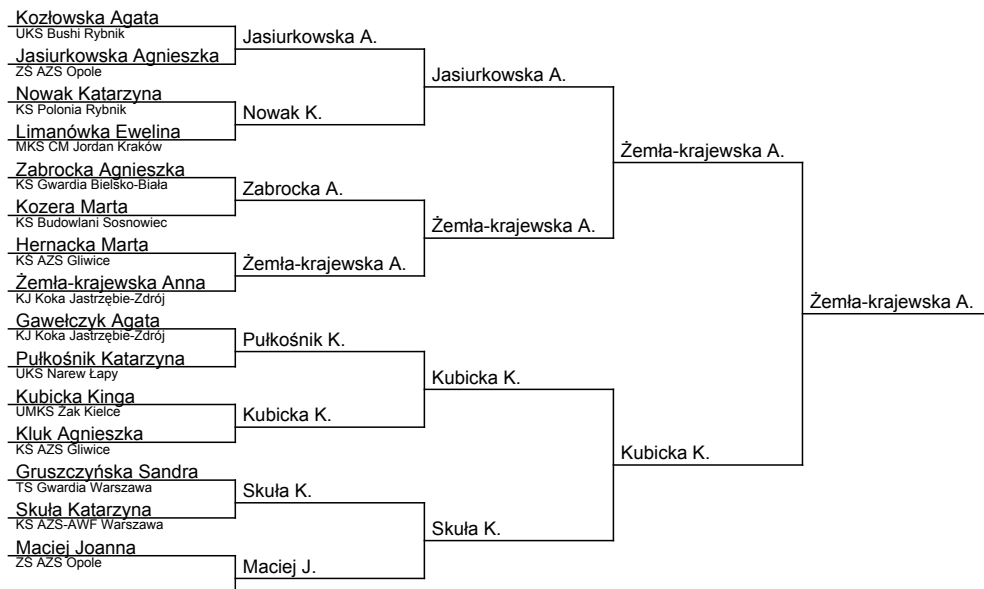 Kozłowska Agata
UKS Bushi Rybnik
Jasiurkowska Agnieszka
ZŚ AZS Opole
Nowak Katarzyna
KS Polonia Rybnik
Limanówka Ewelina
MKS CM Jordan Kraków
Zabrocka Agnieszka
KS Gwardia Bielsko-Biała
Kozera Marta
KS Budowlani Sosnowiec
Hernacka Marta
KŚ AZS Gliwice
Żemła-krajewska Anna
KJ Koka Jastrzębie-Zdrój
Gawełczyk Agata
KJ Koka Jastrzębie-Zdrój
Pułkośnik Katarzyna
UKS Narew Łapy
Kubicka Kinga
UMKS Żak Kielce
Kluk Agnieszka
KŚ AZS Gliwice
Gruszczyńska Sandra
TS Gwardia Warszawa
Skuła Katarzyna
KS AZS-AWF Warszawa
Maciej Joanna
ZŚ AZS Opole
Jasiurkowska A.
Nowak K.
Zabrocka A.
Żemła-krajewska A.
Pułkośnik K.
Kubicka K.
Skuła K.
Maciej J.
Jasiurkowska A.
Żemła-krajewska A.
Kubicka K.
Skuła K.
Żemła-krajewska A.
Kubicka K.
Żemła-krajewska A.